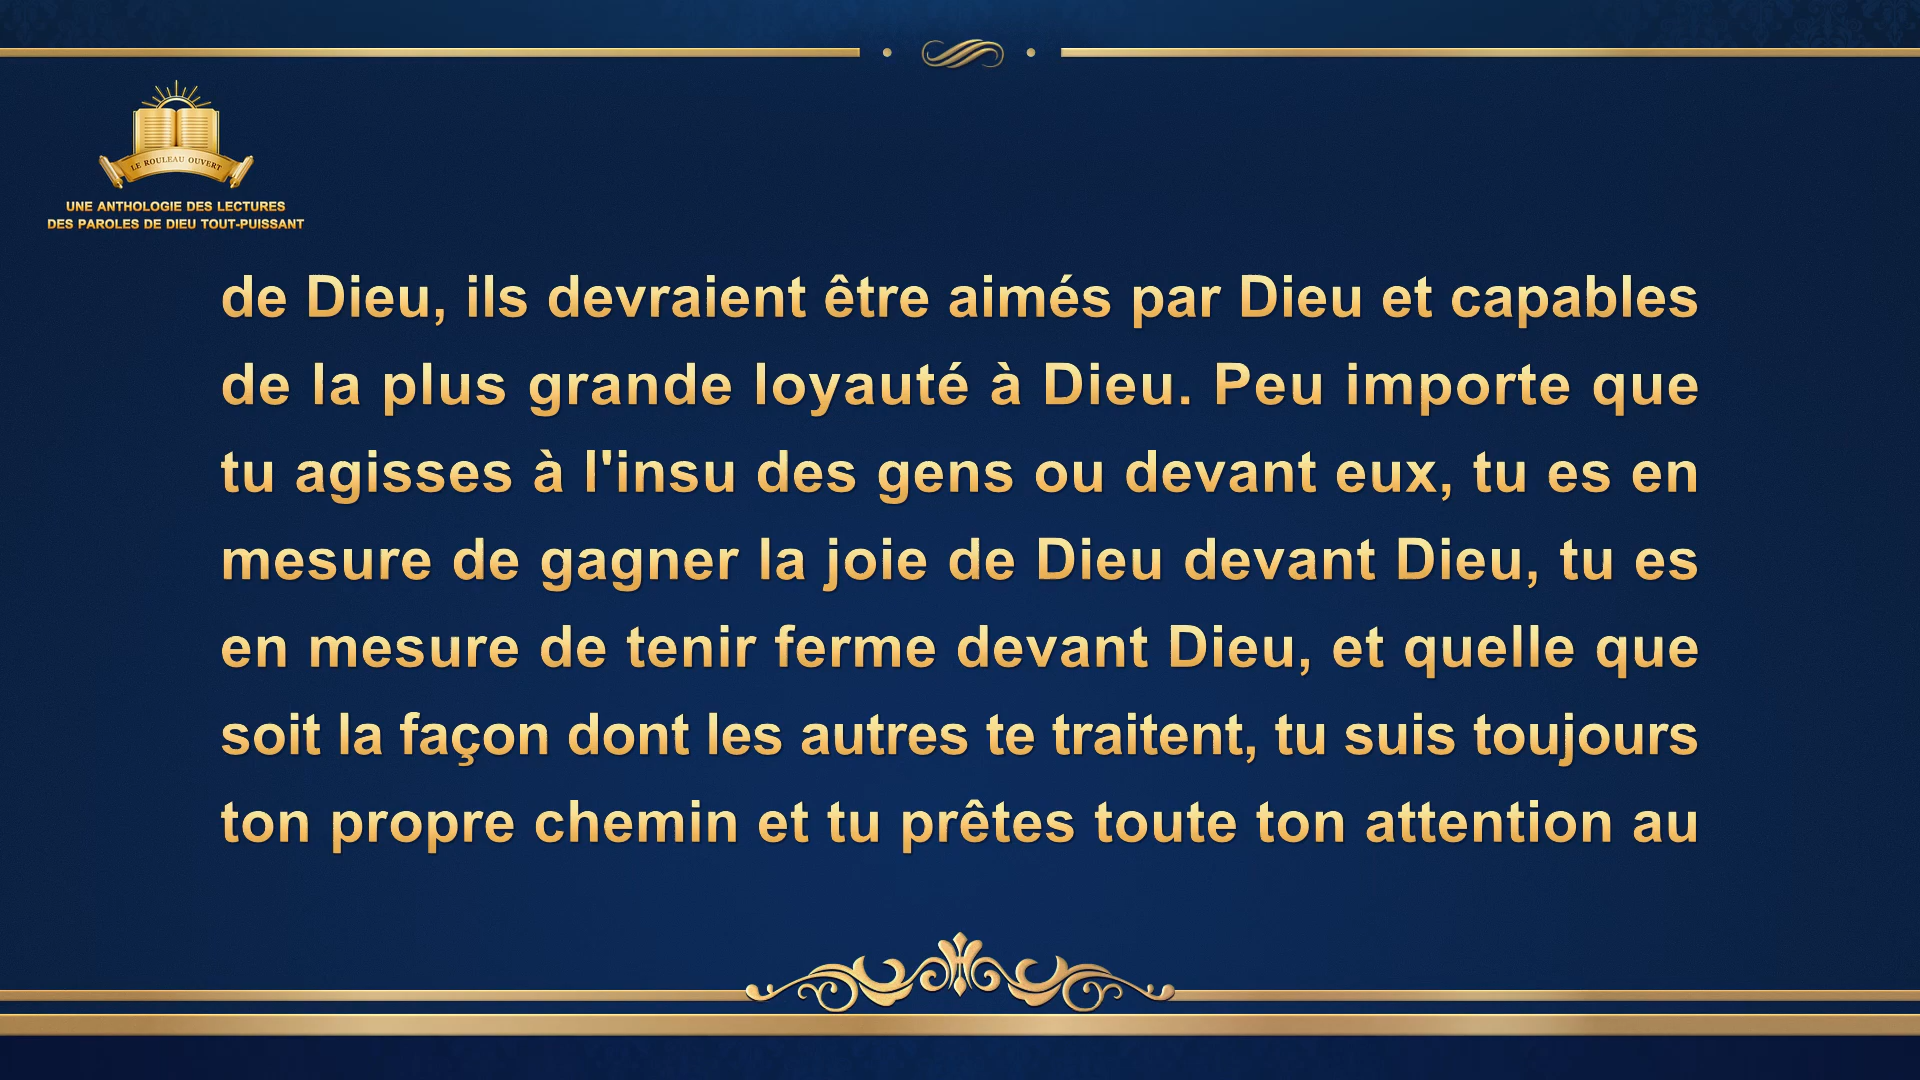 LE ROULEAU OUVERT
UNE ANTHOLOGIE DES LECTURES
DES PAROLES DE DIEU TOUT-PUISSANT
de Dieu, ils devraient être aimés par Dieu et capables
de la plus grande loyauté à Dieu. Peu importe que
tu agisses à l'insu des gens ou devant eux, tu es en
mesure de gagner la joie de Dieu devant Dieu, tu es
en mesure de tenir ferme devant Dieu, et quelle que
soit la façon dont les autres te traitent, tu suis toujours
ton propre chemin et tu prêtes toute ton attention au